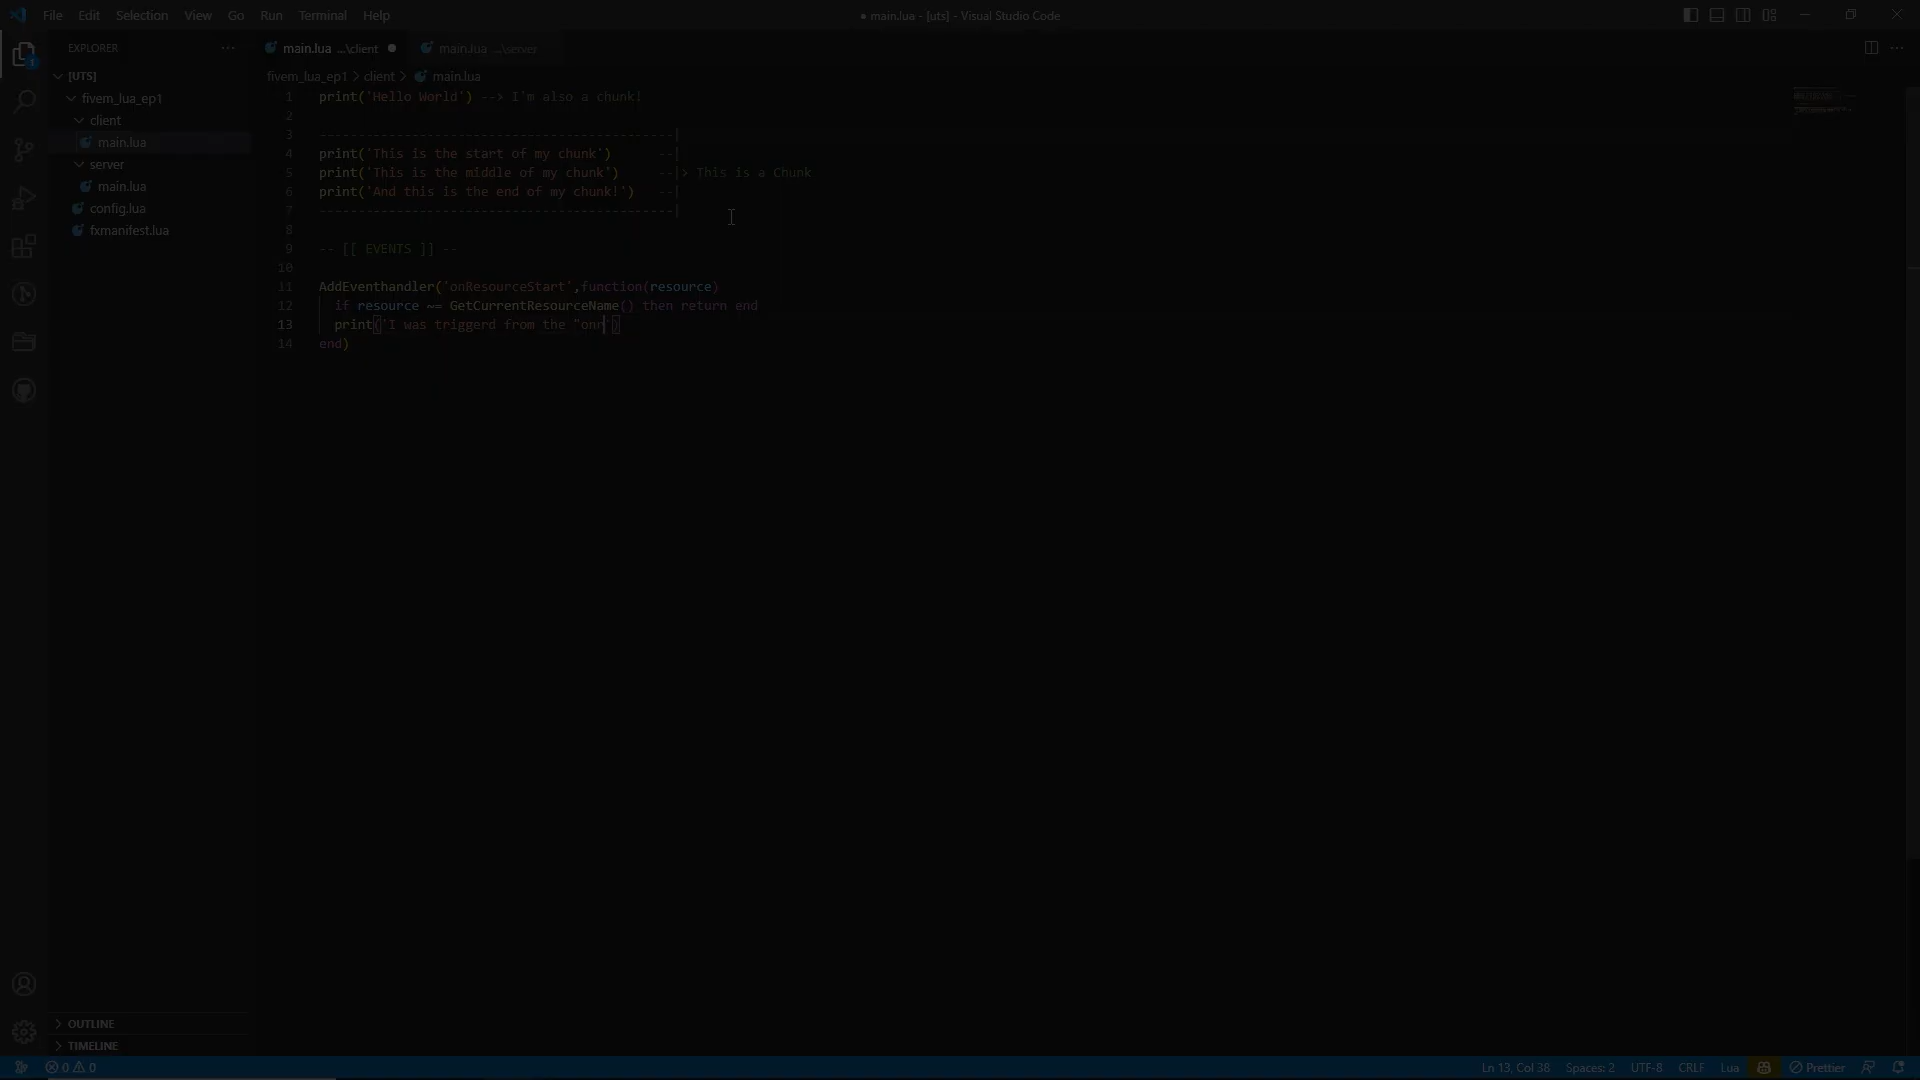 File Edit Selection View Go Run Terminal Help
● main.lua - [uts] - Visual Studio Code
EXPLORER
main.lua ...\client
main.lua ...\server
[UTS]
fivem_lua_ep1
client
main.lua
server
main.lua
config.lua
fxmanifest.lua
OUTLINE
TIMELINE
fivem_lua_ep1 > client > main.lua
1 print('Hello World') --> I'm also a chunk!
2
3 ----------------------------------------------|
4 print('This is the start of my chunk') --|
5 print('This is the middle of my chunk') --|> This is a Chunk
6 print('And this is the end of my chunk!') --|
7 ----------------------------------------------|
8
9 -- [[ EVENTS ]] --
10
11 AddEventhandler('onResourceStart',function(resource)
12 if resource ~= GetCurrentResourceName() then return end
13 print('I was triggerd from the "onr')
14 end)
1
0 0
Ln 13, Col 38 Spaces: 2 UTF-8 CRLF Lua Prettier